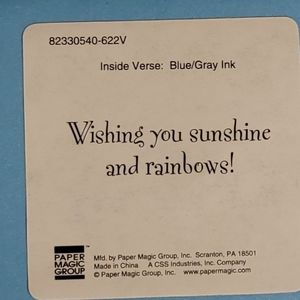 82330540-622V
Inside Verse: Blue/Gray Ink
Wishing you sunshine
and rainbows!
PAPER
MAGIC
GROUP™
Mfd. by Paper Magic Group, Inc. Scranton, PA 18501
Made in China A CSS Industries, Inc. Company
© Paper Magic Group, Inc. www.papermagic.com